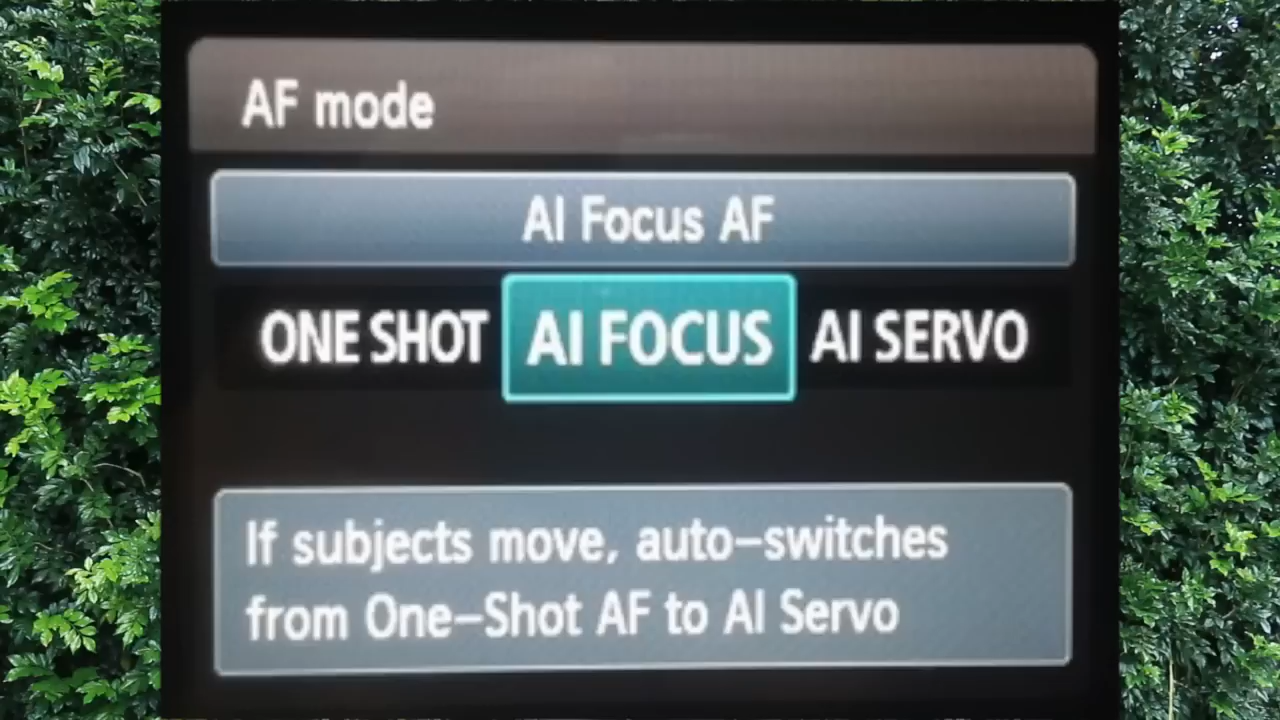 AF mode
AI Focus AF
ONE SHOT AI FOCUS AI SERVO
If subjects move, auto-switches
from One-Shot AF to AI Servo